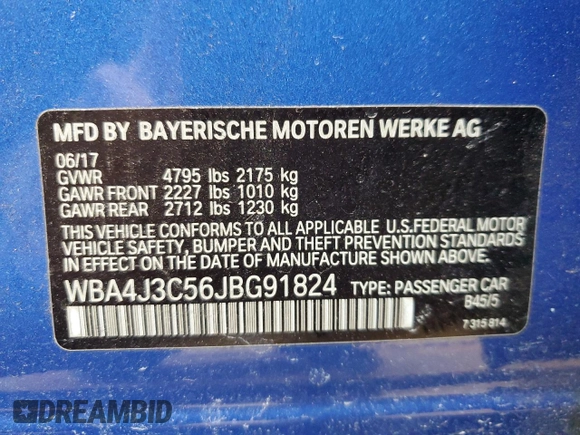 MFD BY BAYERISCHE MOTOREN WERKE AG
06/17
GVWR 4795 lbs 2175 kg
GAWR FRONT 2227 lbs 1010 kg
GAWR REAR 2712 lbs 1230 kg
THIS VEHICLE CONFORMS TO ALL APPLICABLE U.S.FEDERAL MOTOR
VEHICLE SAFETY, BUMPER AND THEFT PREVENTION STANDARDS
IN EFFECT ON THE DATE OF MANUFACTURE SHOWN ABOVE.
WBA4J3C56JBG91824 TYPE: PASSENGER CAR
B45/5
7 315 814
DREAMBID